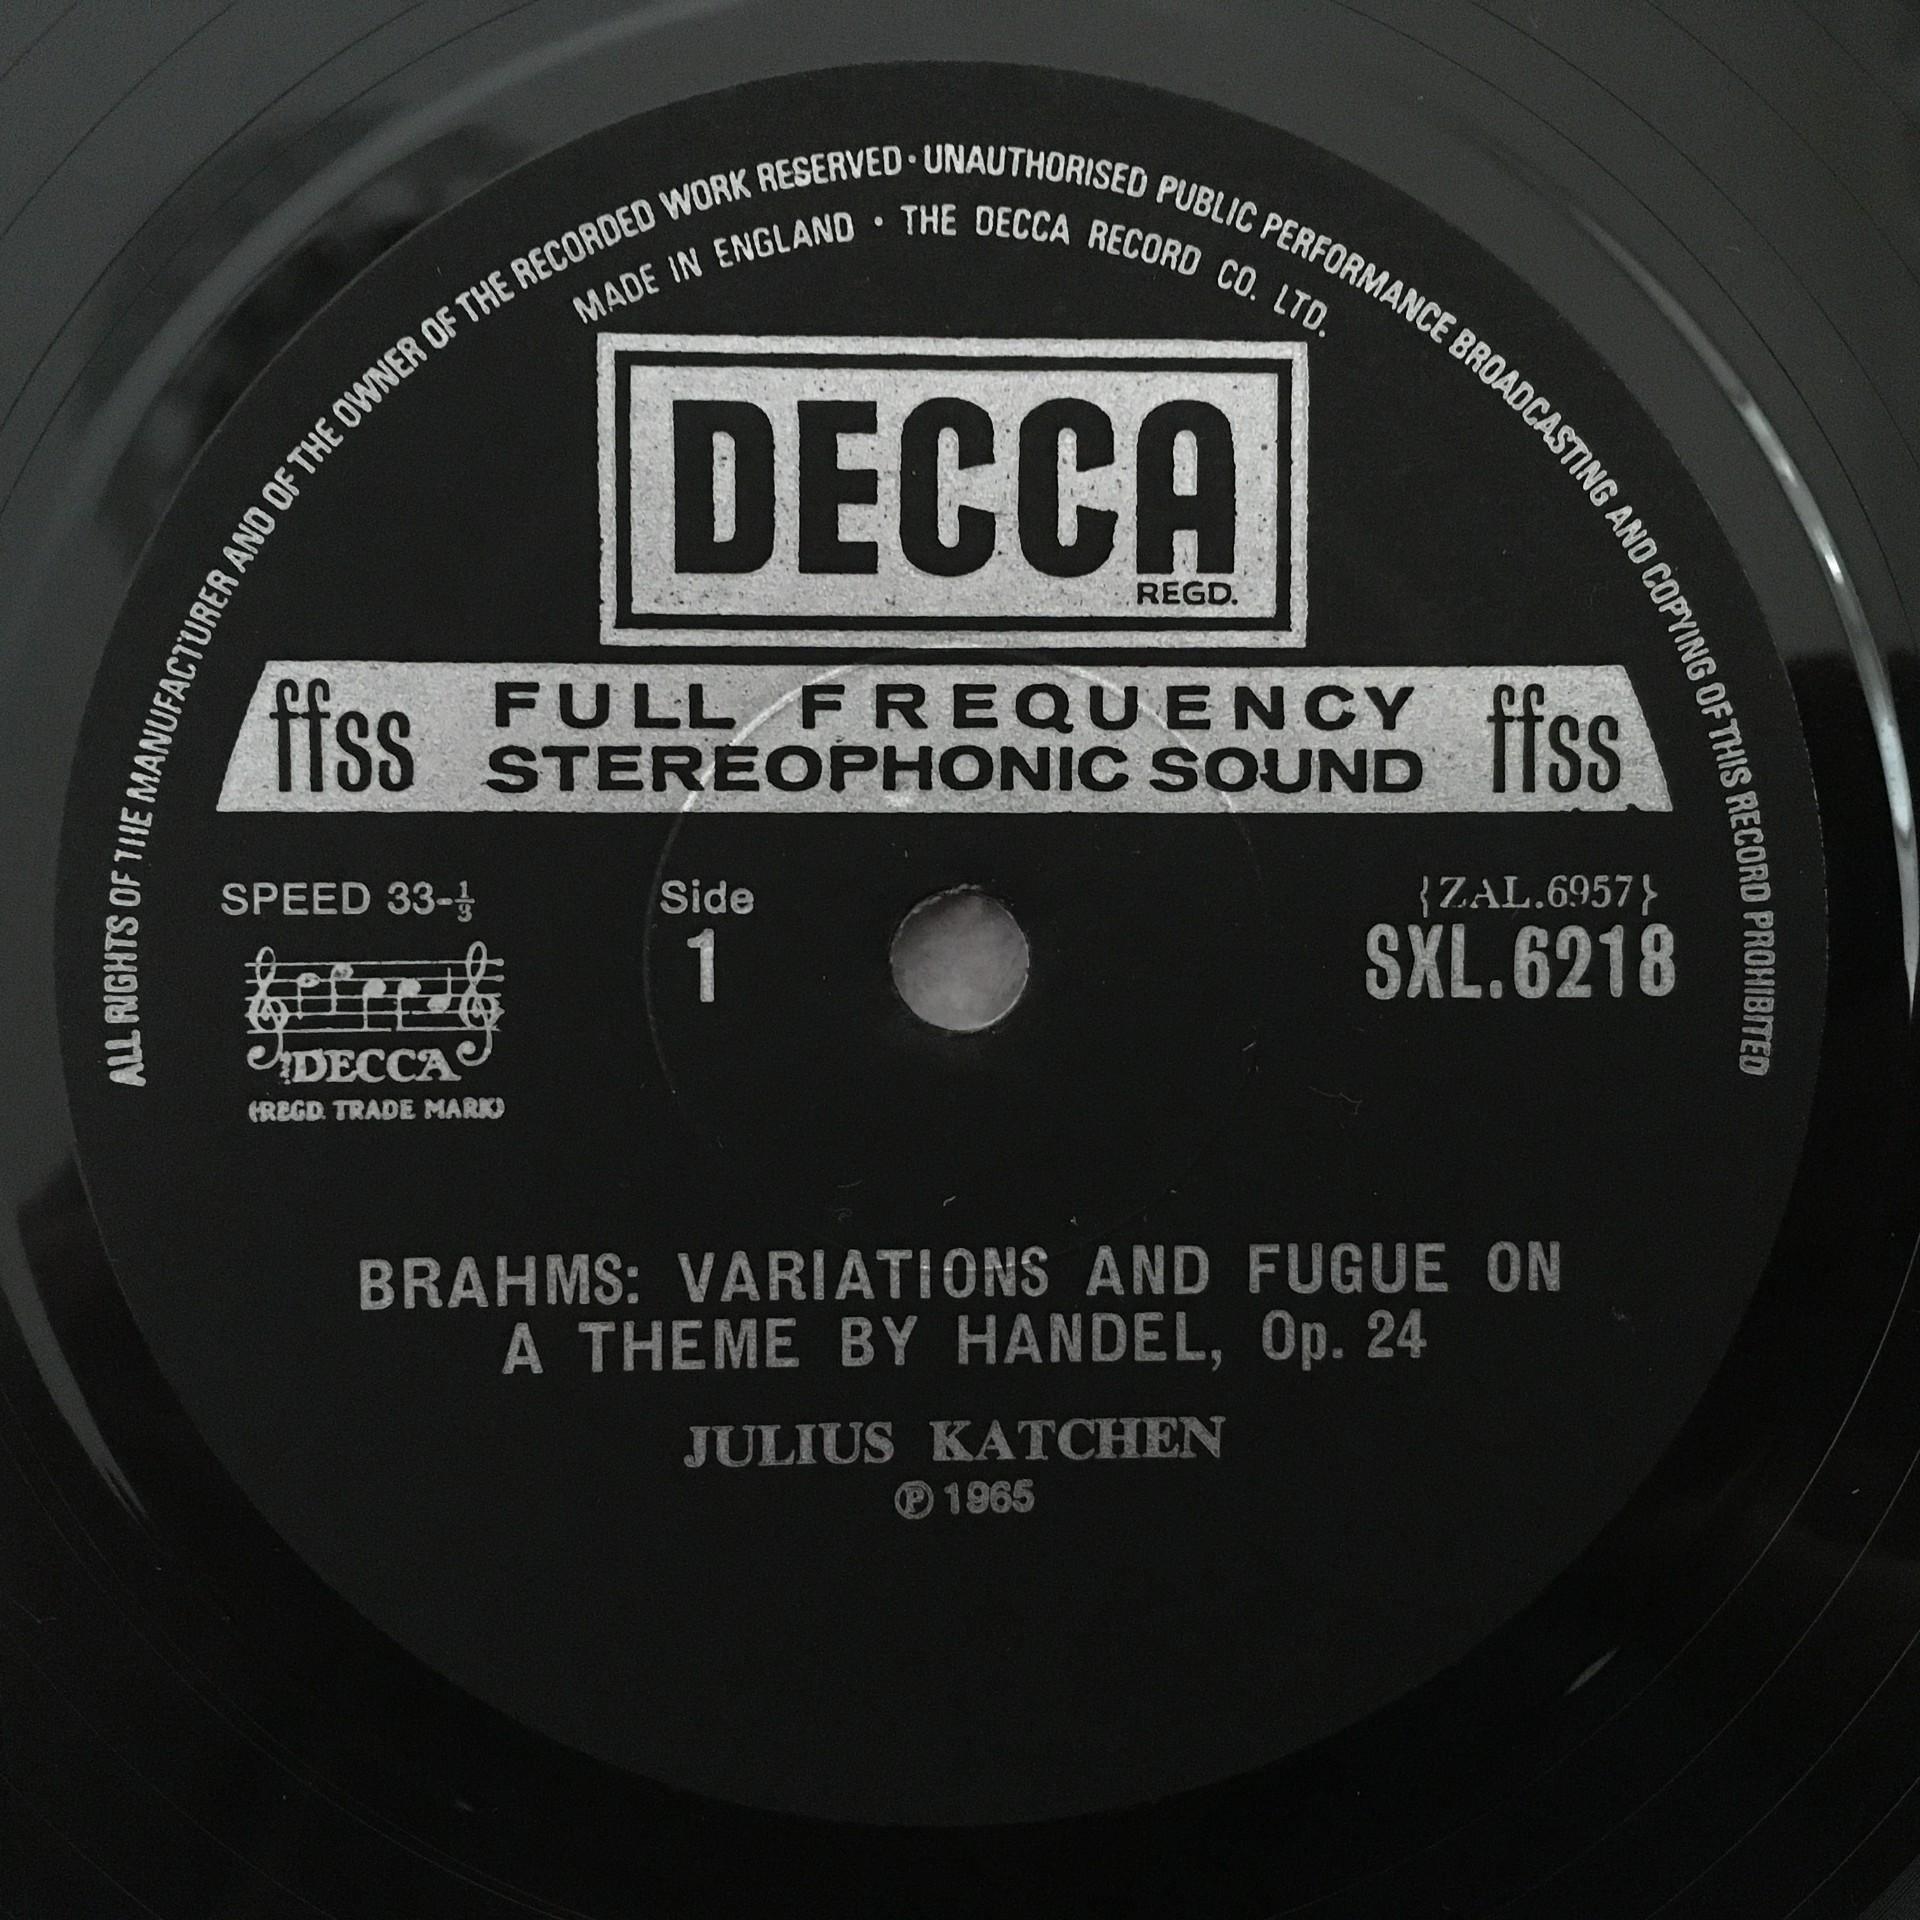 ALL RIGHTS OF THE MANUFACTURER AND OF THE OWNER OF THE RECORDED WORK RESERVED · UNAUTHORISED PUBLIC PERFORMANCE BROADCASTING AND COPYING OF THIS RECORD PROHIBITED
MADE IN ENGLAND · THE DECCA RECORD CO. LTD.
DECCA
REGD.
ffss FULL FREQUENCY ffss
STEREOPHONIC SOUND
SPEED 33-⅓ Side {ZAL.6957}
1 SXL.6218
DECCA
(REGD. TRADE MARK)
BRAHMS: VARIATIONS AND FUGUE ON
A THEME BY HANDEL, Op. 24
JULIUS KATCHEN
℗ 1965